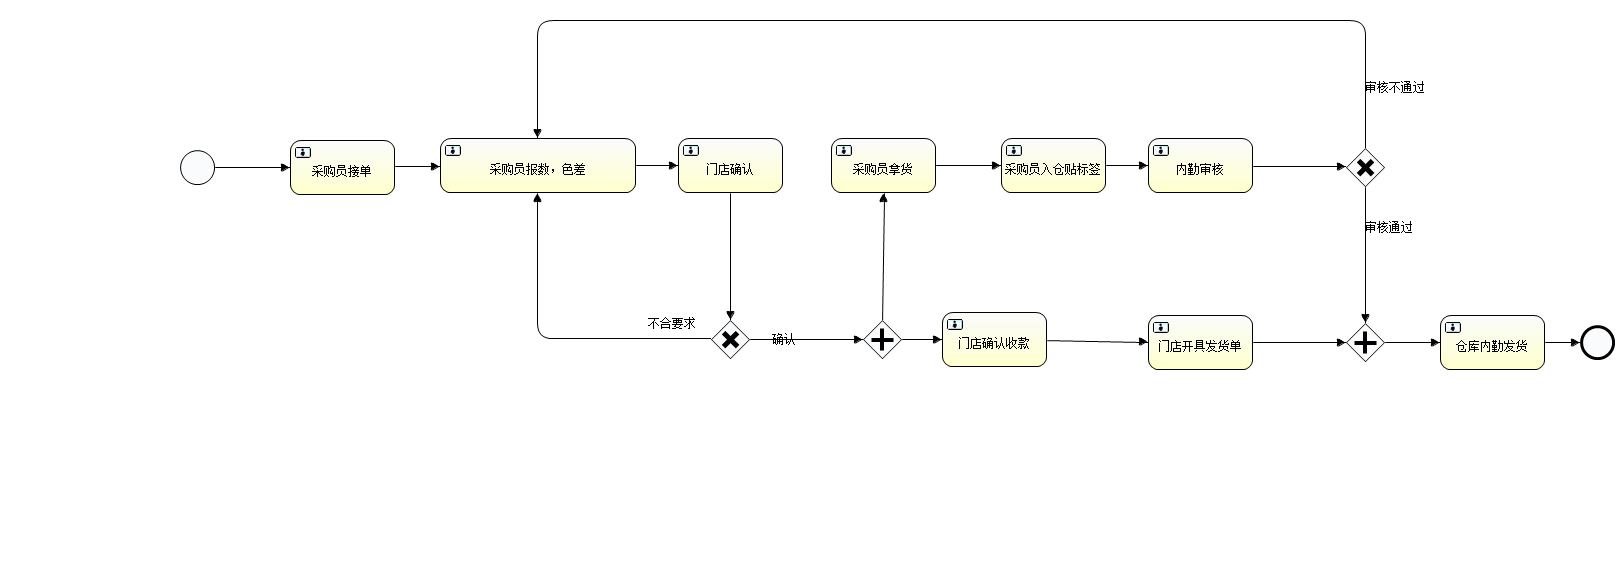 审核不通过
采购员接单
采购员报数，色差
门店确认
采购员拿货
采购员入仓贴标签
内勤审核
审核通过
不合要求
确认
门店确认收款
门店开具发货单
仓库内勤发货